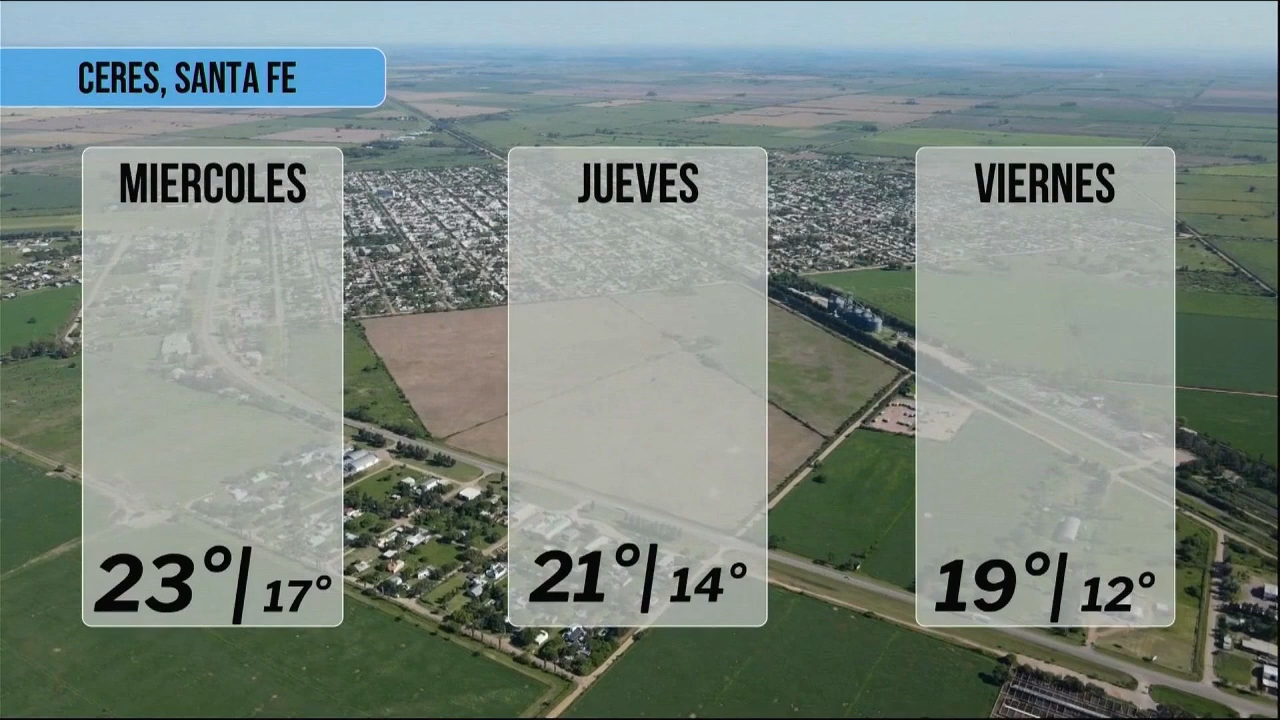 CERES, SANTA FE
MIERCOLES
23°/17°
JUEVES
21°/14°
VIERNES
19°/12°